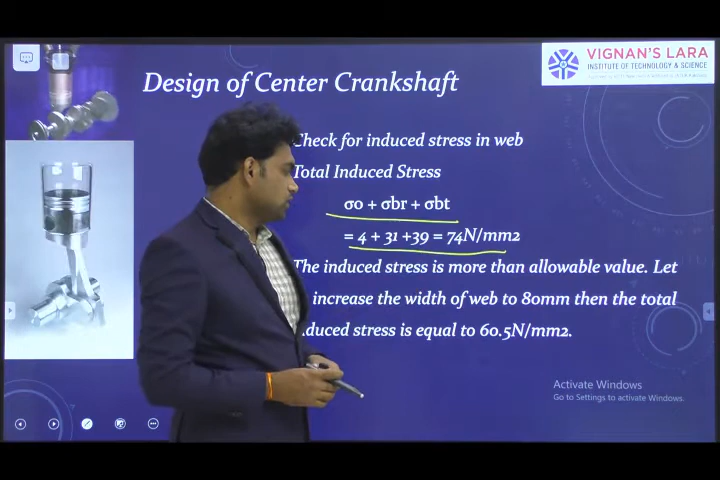 VIGNAN'S LARA
INSTITUTE OF TECHNOLOGY & SCIENCE
Design of Center Crankshaft
Check for induced stress in web
Total Induced Stress
σo + σbr + σbt
= 4 + 31 +39 = 74N/mm2
The induced stress is more than allowable value. Let
increase the width of web to 80mm then the total
duced stress is equal to 60.5N/mm2.
Activate Windows
Go to Settings to activate Windows.